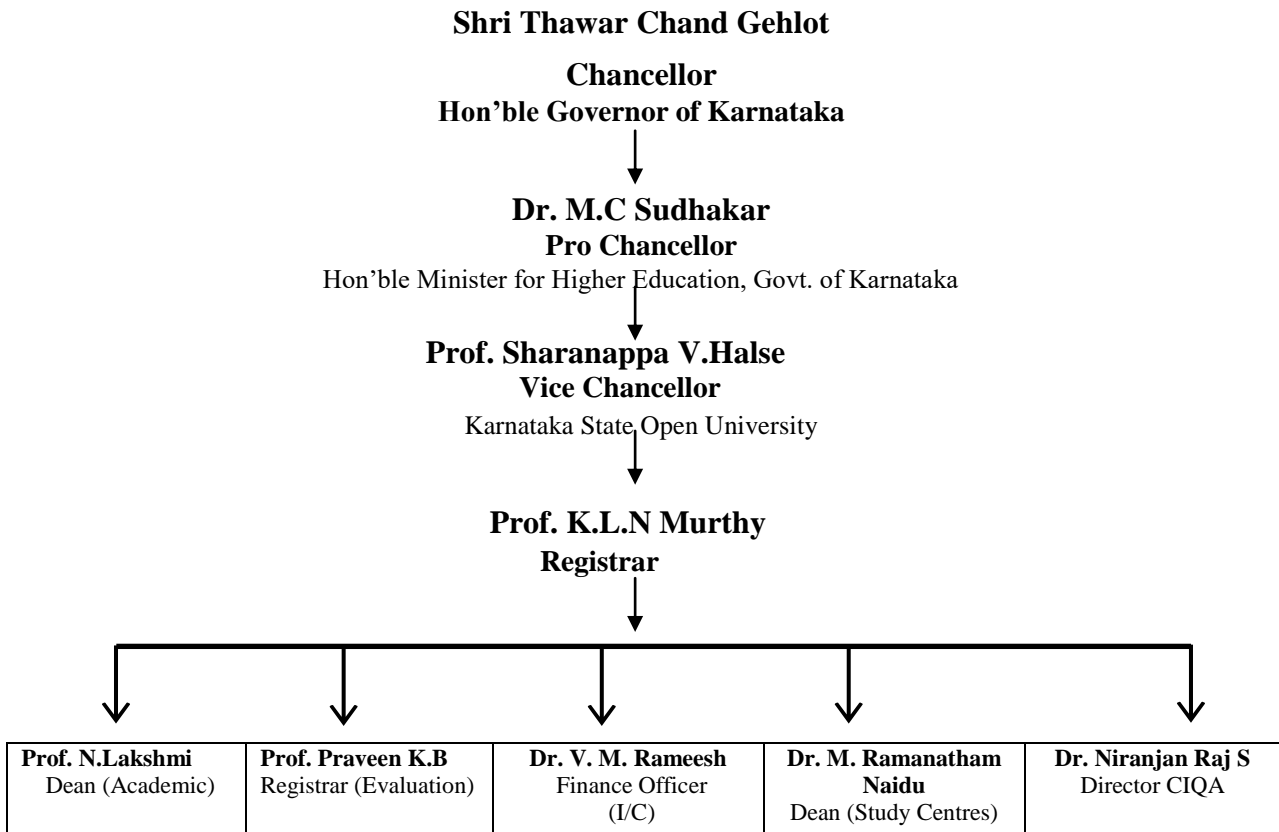 Shri Thawar Chand Gehlot
Chancellor
Hon’ble Governor of Karnataka
Dr. M.C Sudhakar
Pro Chancellor
Hon’ble Minister for Higher Education, Govt. of Karnataka
Prof. Sharanappa V.Halse
Vice Chancellor
Karnataka State Open University
Prof. K.L.N Murthy
Registrar
Prof. N.Lakshmi
Dean (Academic)
Prof. Praveen K.B
Registrar (Evaluation)
Dr. V. M. Rameesh
Finance Officer
(I/C)
Dr. M. Ramanatham
Naidu
Dean (Study Centres)
Dr. Niranjan Raj S
Director CIQA